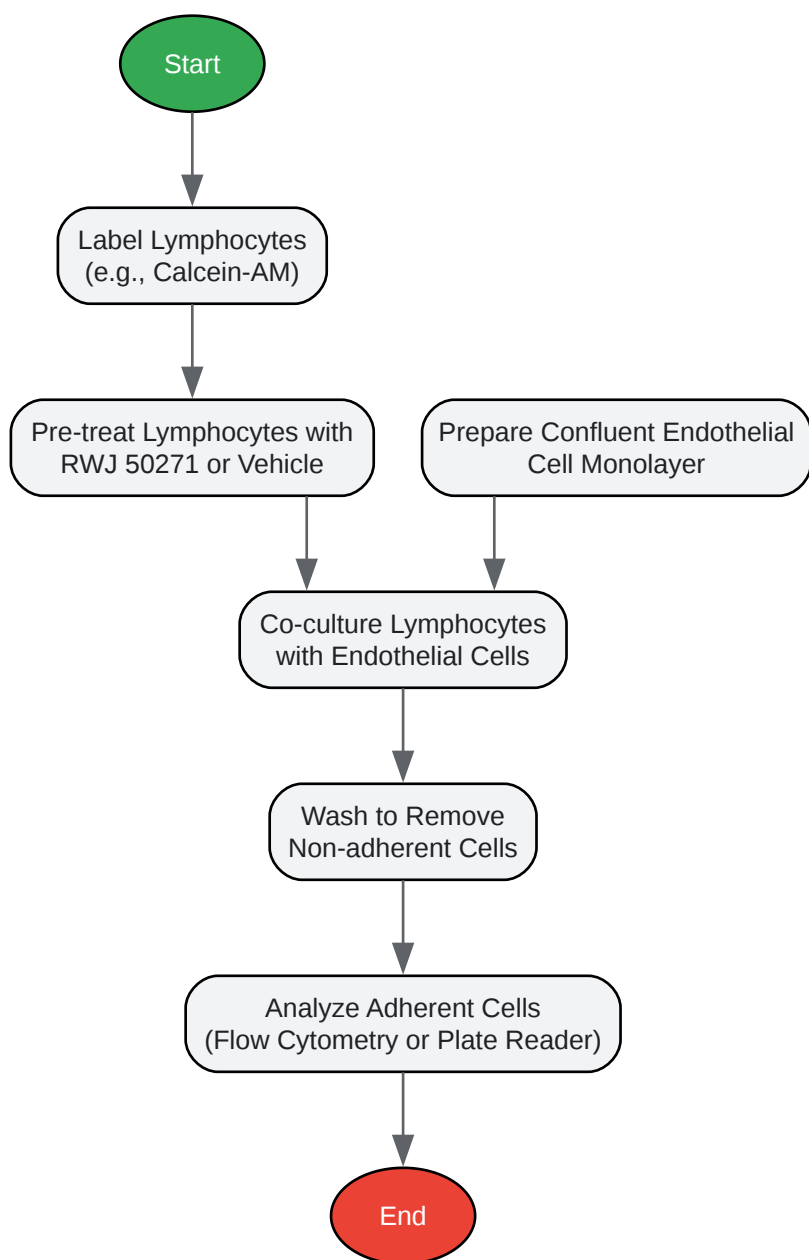 Start
Label Lymphocytes
(e.g., Calcein-AM)
Pre-treat Lymphocytes with
RWJ 50271 or Vehicle
Prepare Confluent Endothelial
Cell Monolayer
Co-culture Lymphocytes
with Endothelial Cells
Wash to Remove
Non-adherent Cells
Analyze Adherent Cells
(Flow Cytometry or Plate Reader)
End